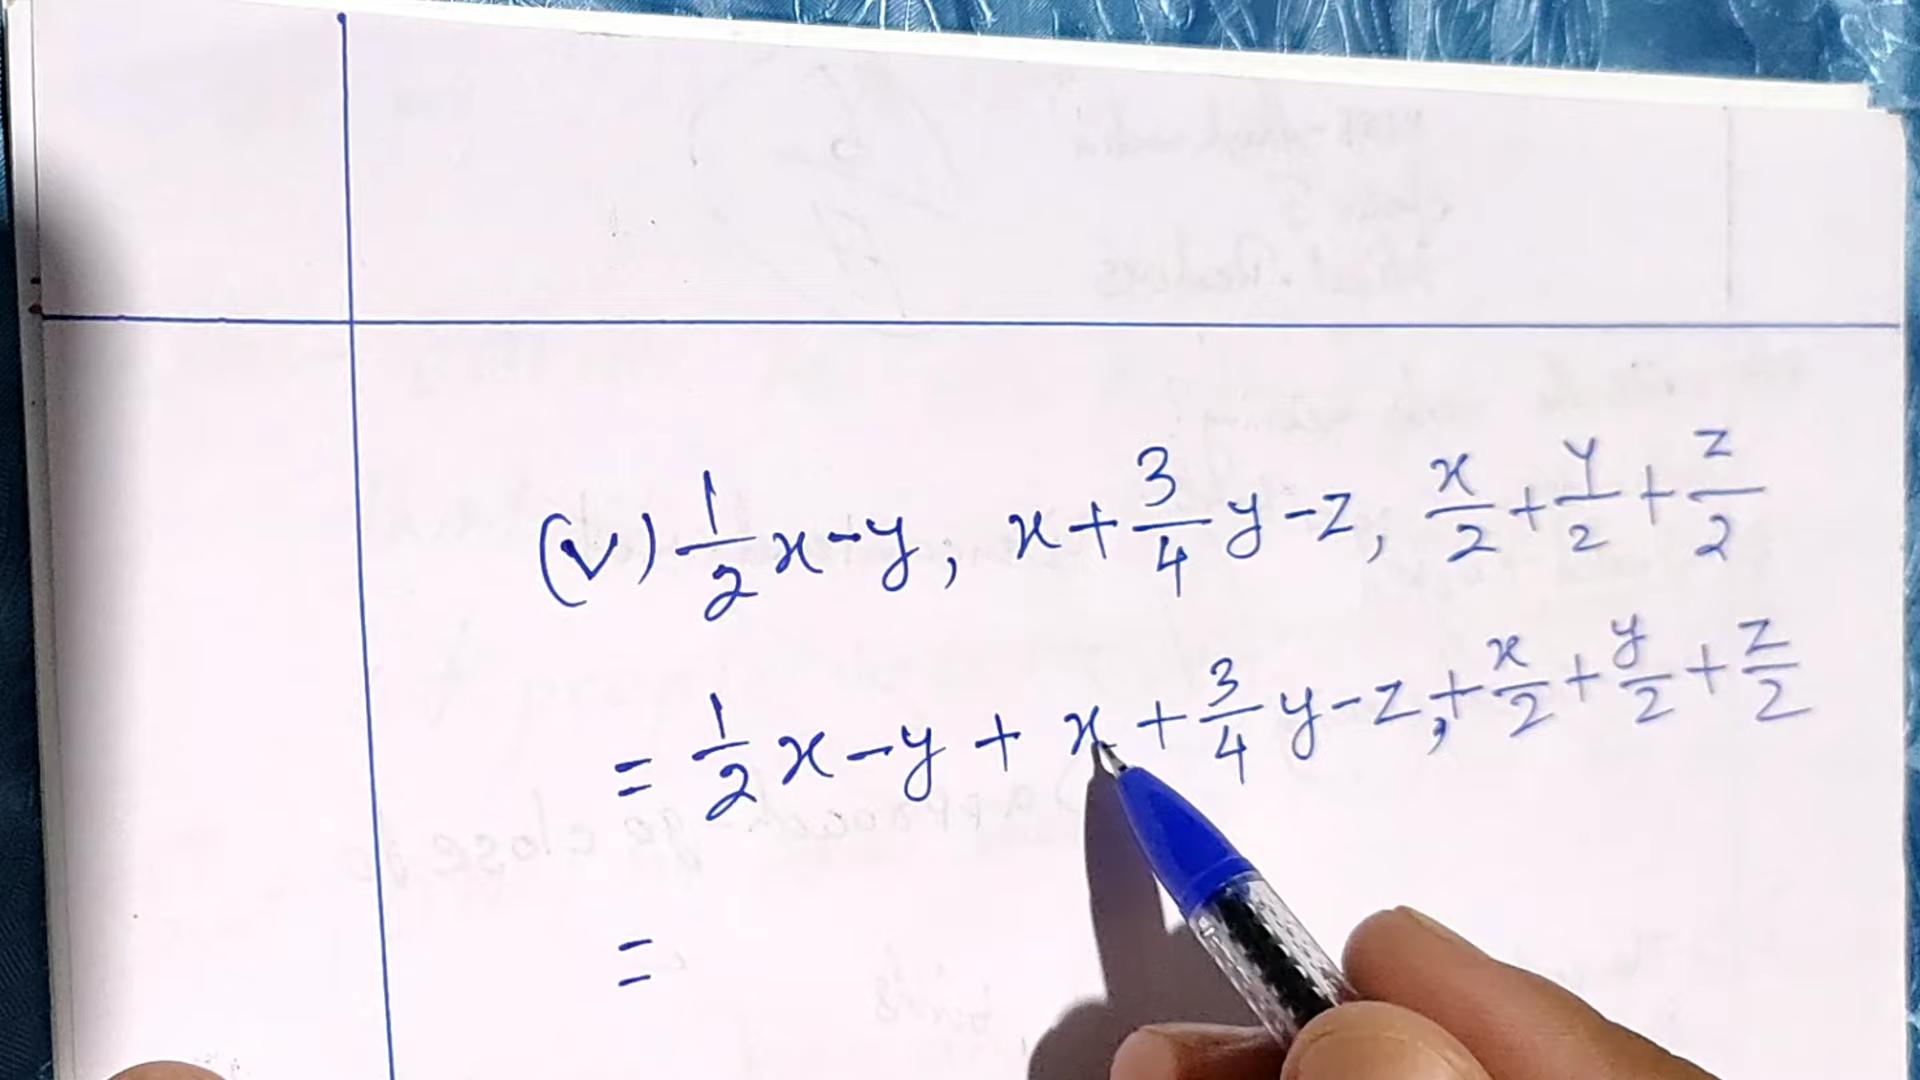 (v) 1/2 x - y, x + 3/4 y - z, x/2 + y/2 + z/2
= 1/2 x - y + x + 3/4 y - z, + x/2 + y/2 + z/2
=